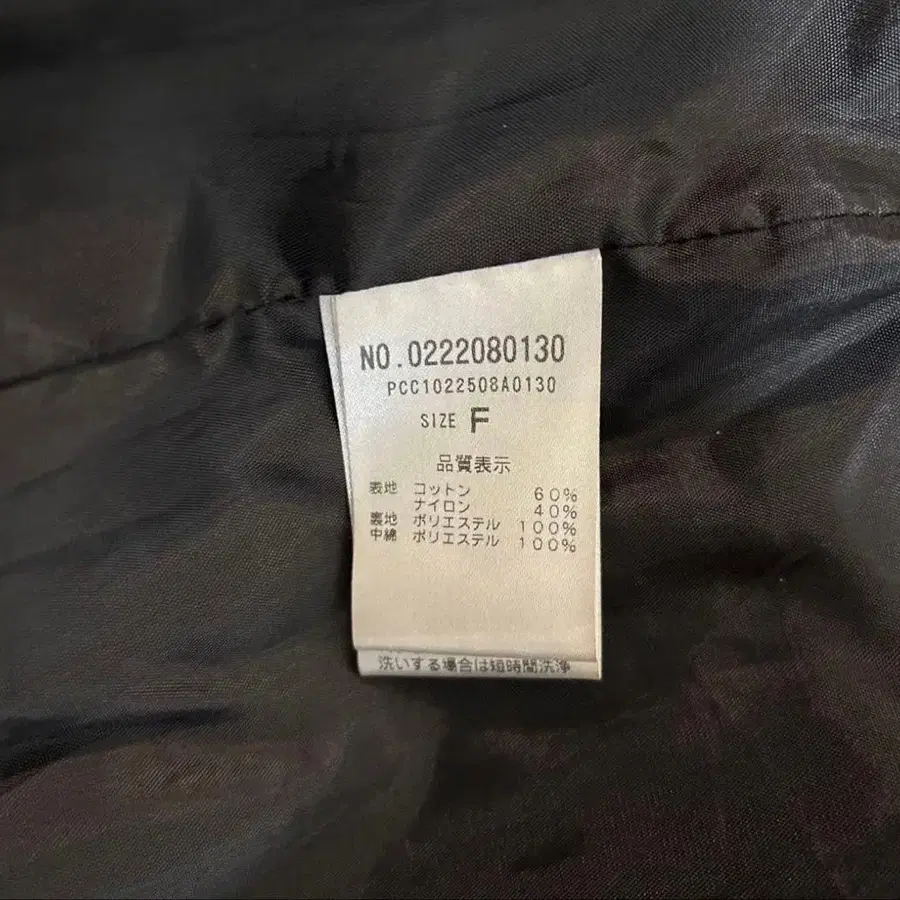 NO.0222080130
PCC1022508A0130
SIZE F
品質表示
表地 コットン 60%
ナイロン 40%
裏地 ポリエステル 100%
中綿 ポリエステル 100%
洗いする場合は短時間洗浄